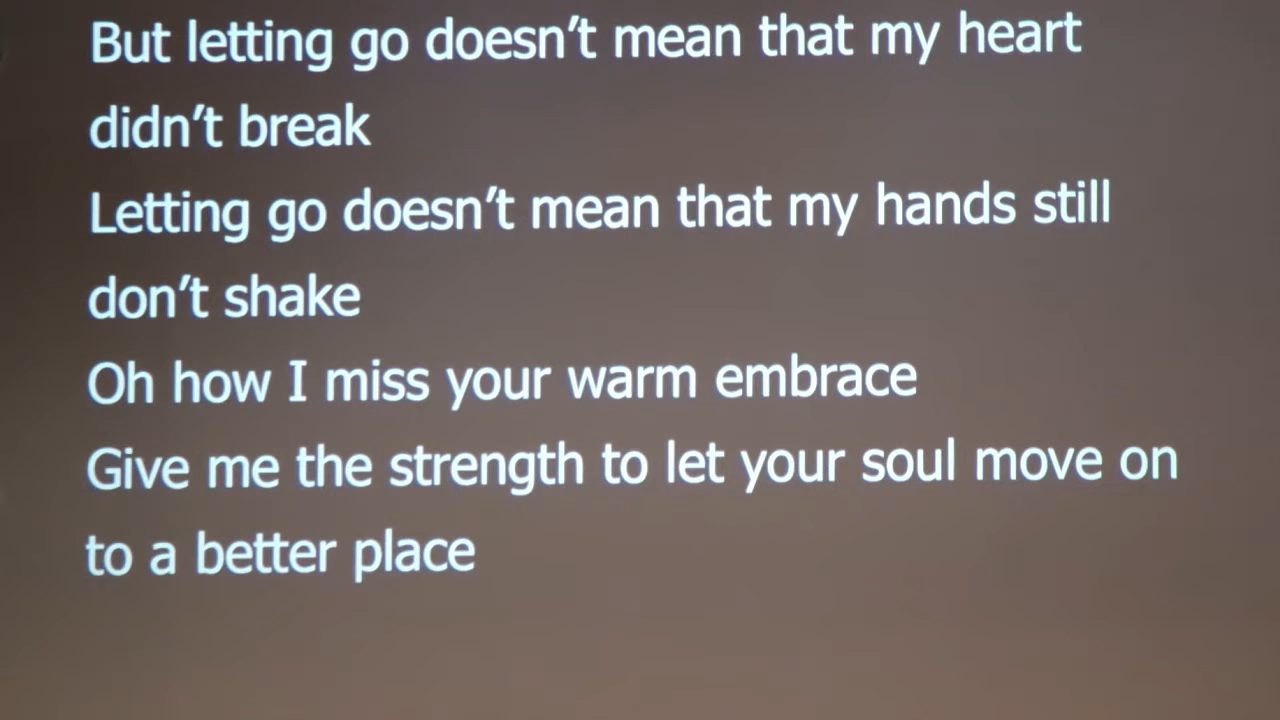 But letting go doesn't mean that my heart
didn't break
Letting go doesn't mean that my hands still
don't shake
Oh how I miss your warm embrace
Give me the strength to let your soul move on
to a better place